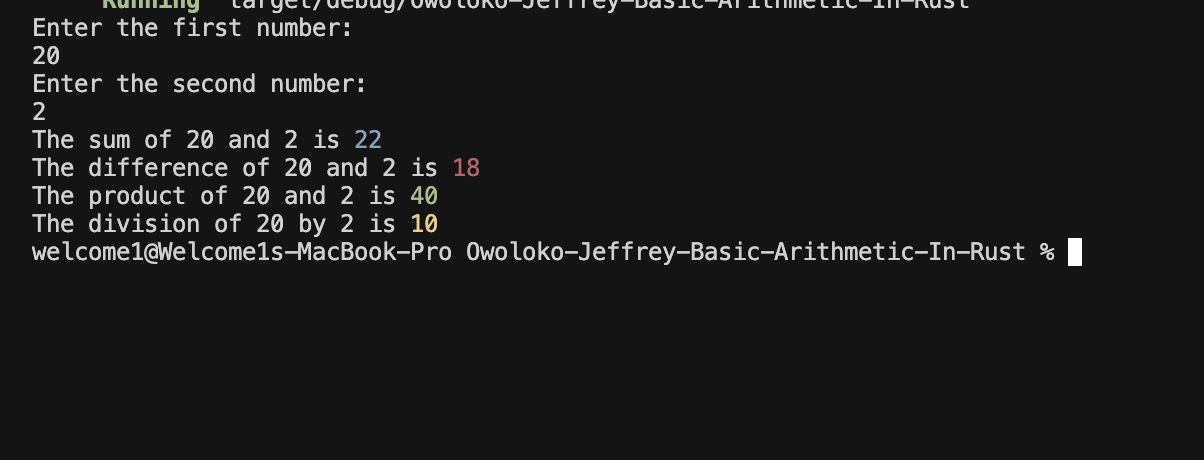 Running `target/debug/Owoloko-Jeffrey-Basic-Arithmetic-In-Rust`
Enter the first number:
20
Enter the second number:
2
The sum of 20 and 2 is 22
The difference of 20 and 2 is 18
The product of 20 and 2 is 40
The division of 20 by 2 is 10
welcome1@Welcome1s-MacBook-Pro Owoloko-Jeffrey-Basic-Arithmetic-In-Rust %